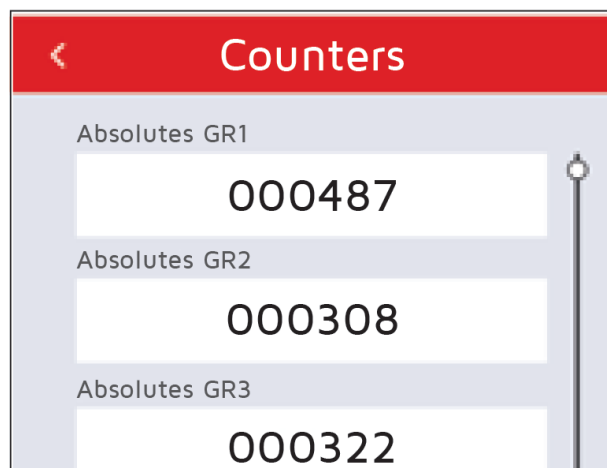 Counters
Absolutes GR1
000487
Absolutes GR2
000308
Absolutes GR3
000322